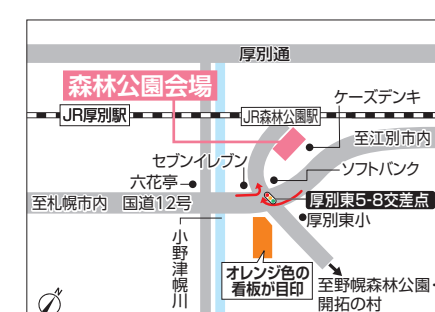 厚別通
森林公園会場
ケーズデンキ
JR厚別駅
JR森林公園駅
至江別市内
セブンイレブン
ソフトバンク
六花亭
至札幌市内 国道12号
厚別東5-8交差点
厚別東小
小野津幌川
オレンジ色の
看板が目印
至野幌森林公園・
開拓の村
N